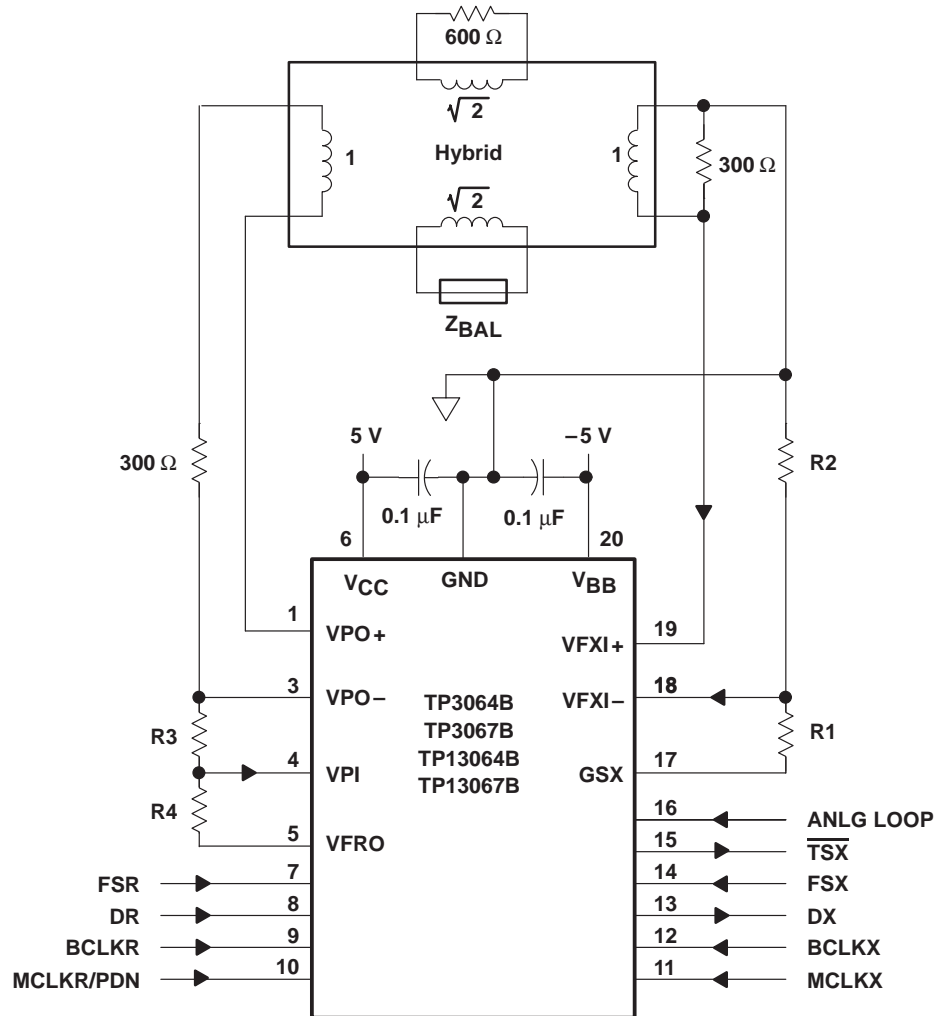 600 Ω
√2
1
Hybrid
1
300 Ω
√2
ZBAL
5 V
−5 V
300 Ω
R2
0.1 μF
0.1 μF
6
20
VCC
GND
VBB
1
VPO+
19
VFXI+
3
VPO−
TP3064B
TP3067B
TP13064B
TP13067B
18
VFXI−
R3
R1
4
VPI
17
GSX
R4
16
ANLG LOOP
5
VFRO
15
TSX
FSR
7
14
FSX
DR
8
13
DX
BCLKR
9
12
BCLKX
MCLKR/PDN
10
11
MCLKX